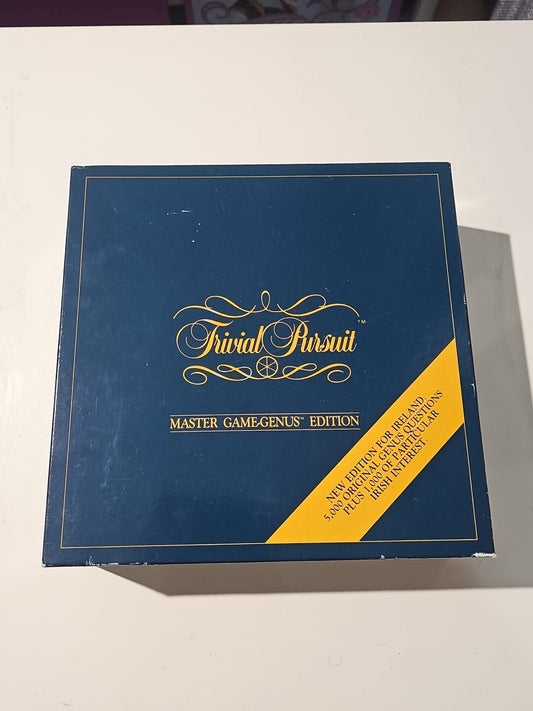 Trivial Pursuit™
MASTER GAME-GENUS™ EDITION
NEW EDITION FOR IRELAND
5,000 ORIGINAL GENUS QUESTIONS
PLUS 1,000 OF PARTICULAR
IRISH INTEREST